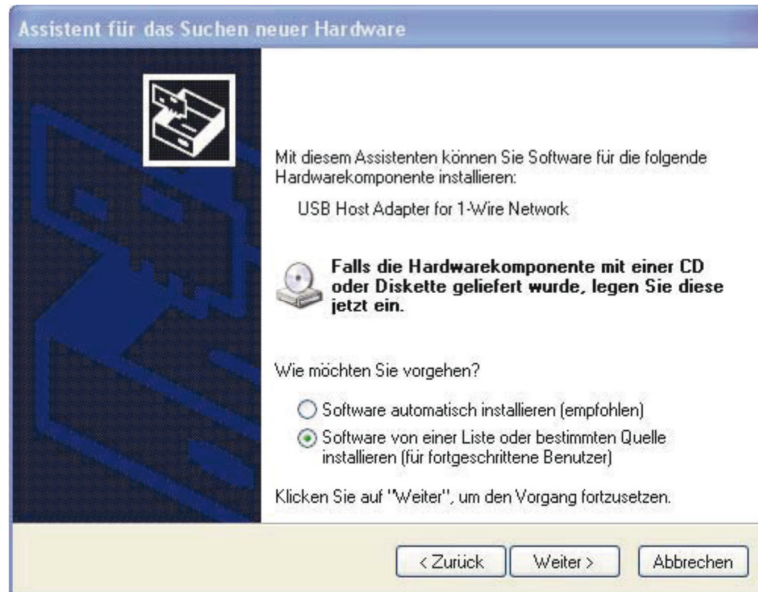 Assistent für das Suchen neuer Hardware
Mit diesem Assistenten können Sie Software für die folgende
Hardwarekomponente installieren:
USB Host Adapter for 1-Wire Network
Falls die Hardwarekomponente mit einer CD
oder Diskette geliefert wurde, legen Sie diese
jetzt ein.
Wie möchten Sie vorgehen?
Software automatisch installieren (empfohlen)
Software von einer Liste oder bestimmten Quelle
installieren (für fortgeschrittene Benutzer)
Klicken Sie auf "Weiter", um den Vorgang fortzusetzen.
< Zurück Weiter > Abbrechen